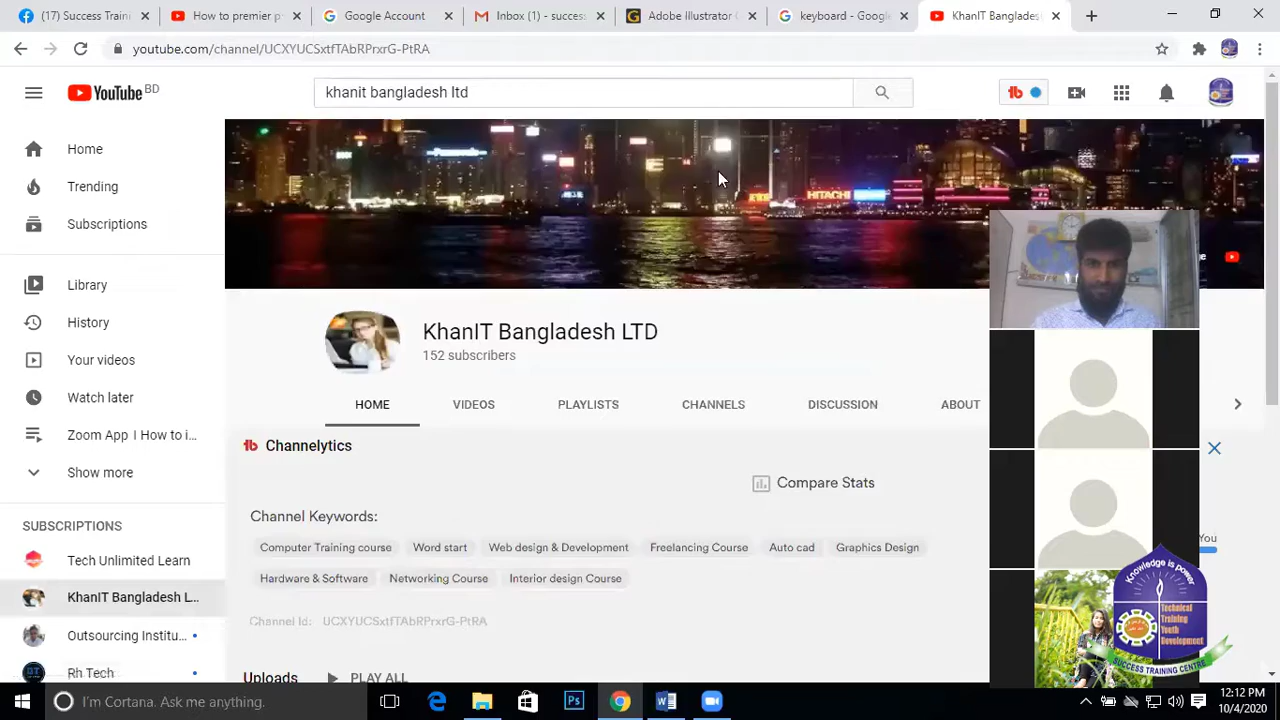 (17) Success Traini
How to premier p
Google Account
Inbox (1) - success
Adobe Illustrator C
keyboard - Google
KhanIT Bangladesh
youtube.com/channel/UCXYUCSxtfTAbRPrxrG-PtRA
YouTube BD
khanit bangladesh ltd
Home
Trending
Subscriptions
Library
History
Your videos
Watch later
Zoom App I How to i...
Show more
SUBSCRIPTIONS
Tech Unlimited Learn
KhanIT Bangladesh L...
Outsourcing Institu...
Rh Tech
HITACHI
KhanIT Bangladesh LTD
152 subscribers
HOME VIDEOS PLAYLISTS CHANNELS DISCUSSION ABOUT
tb Channelytics
Compare Stats
Channel Keywords:
Computer Training course Word start Web design & Development Freelancing Course Auto cad Graphics Design
Hardware & Software Networking Course Interior design Course
Channel Id: UCXYUCSxtfTAbRPrxrG-PtRA
Uploads PLAY ALL
You
Knowledge is power
Technical
Training
Youth
Development
SUCCESS TRAINING CENTRE
I'm Cortana. Ask me anything.
12:12 PM
10/4/2020